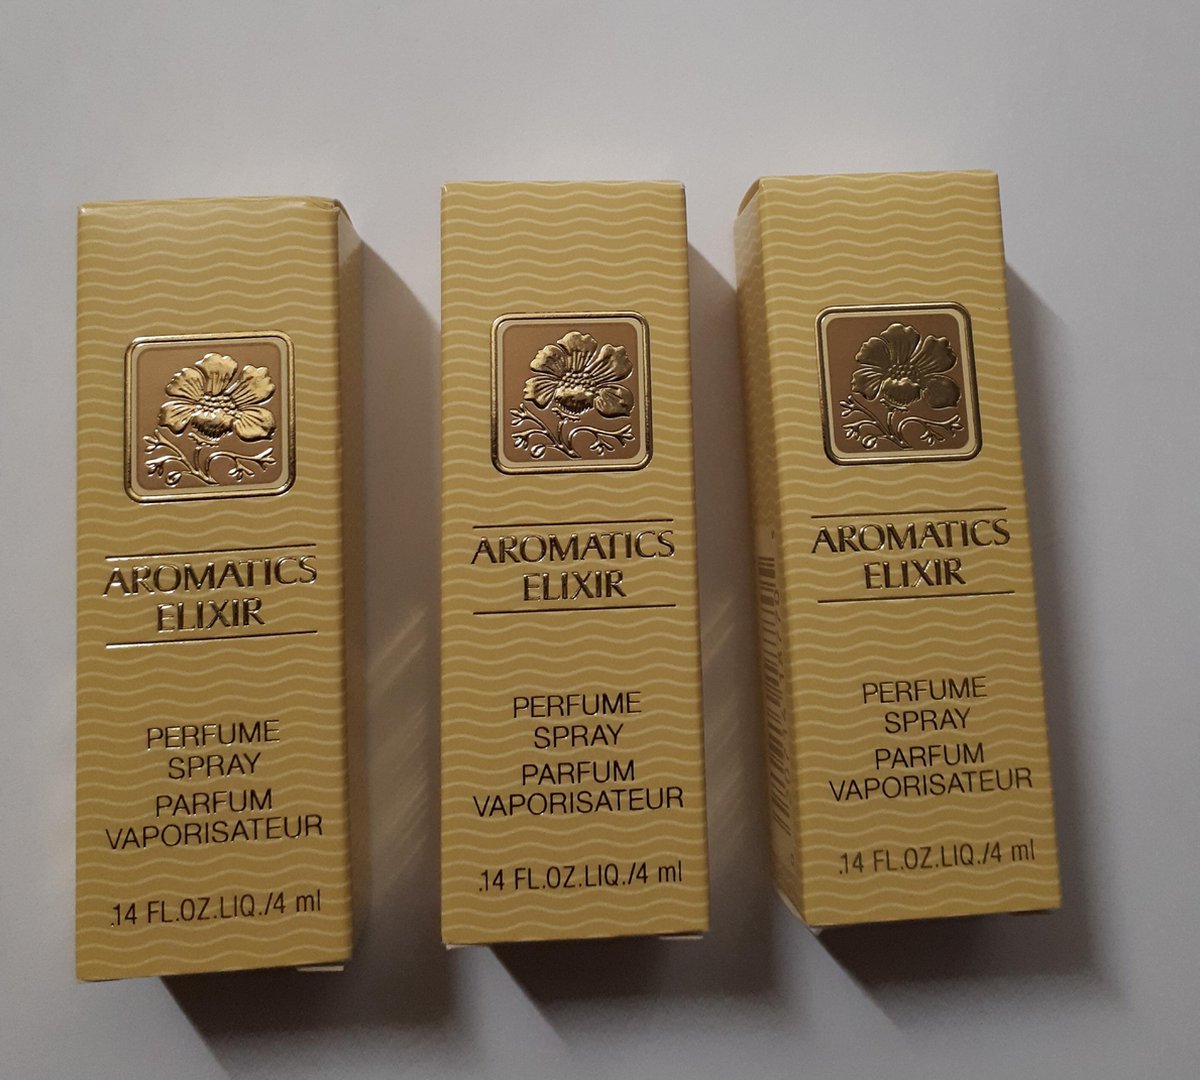 AROMATICS
ELIXIR
PERFUME
SPRAY
PARFUM
VAPORISATEUR
.14 FL.OZ.LIQ./4 ml
AROMATICS
ELIXIR
PERFUME
SPRAY
PARFUM
VAPORISATEUR
.14 FL.OZ.LIQ./4 ml
AROMATICS
ELIXIR
PERFUME
SPRAY
PARFUM
VAPORISATEUR
.14 FL.OZ.LIQ./4 ml